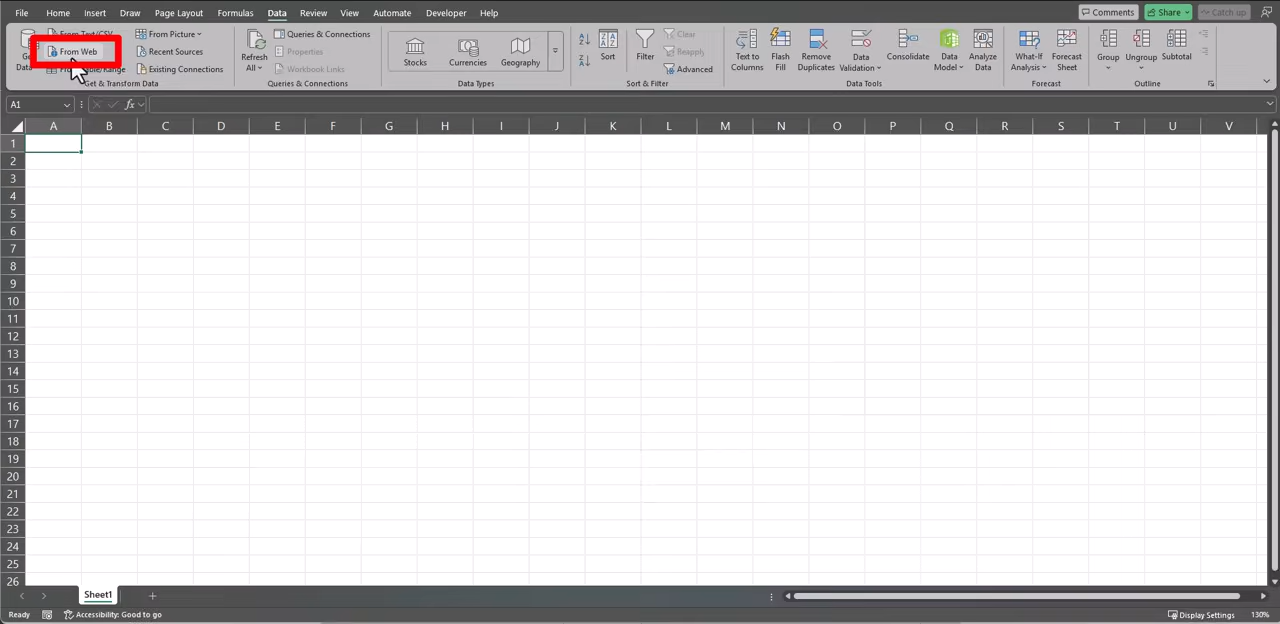 File Home Insert Draw Page Layout Formulas Data Review View Automate Developer Help Comments Share Catch up
From Text/CSV From Picture Queries & Connections Clear
From Web Recent Sources Properties Reapply
Existing Connections Workbook Links Advanced
Data Refresh All Stocks Currencies Geography Sort Filter Text to Columns Flash Fill Remove Duplicates Data Validation Consolidate Data Model Analyze Data What-If Analysis Forecast Sheet Group Ungroup Subtotal
Get & Transform Data Queries & Connections Data Types Sort & Filter Data Tools Forecast Outline
A1 fx
A B C D E F G H I J K L M N O P Q R S T U V
1
2
3
4
5
6
7
8
9
10
11
12
13
14
15
16
17
18
19
20
21
22
23
24
25
26
Sheet1
Ready Accessibility: Good to go Display Settings 130%